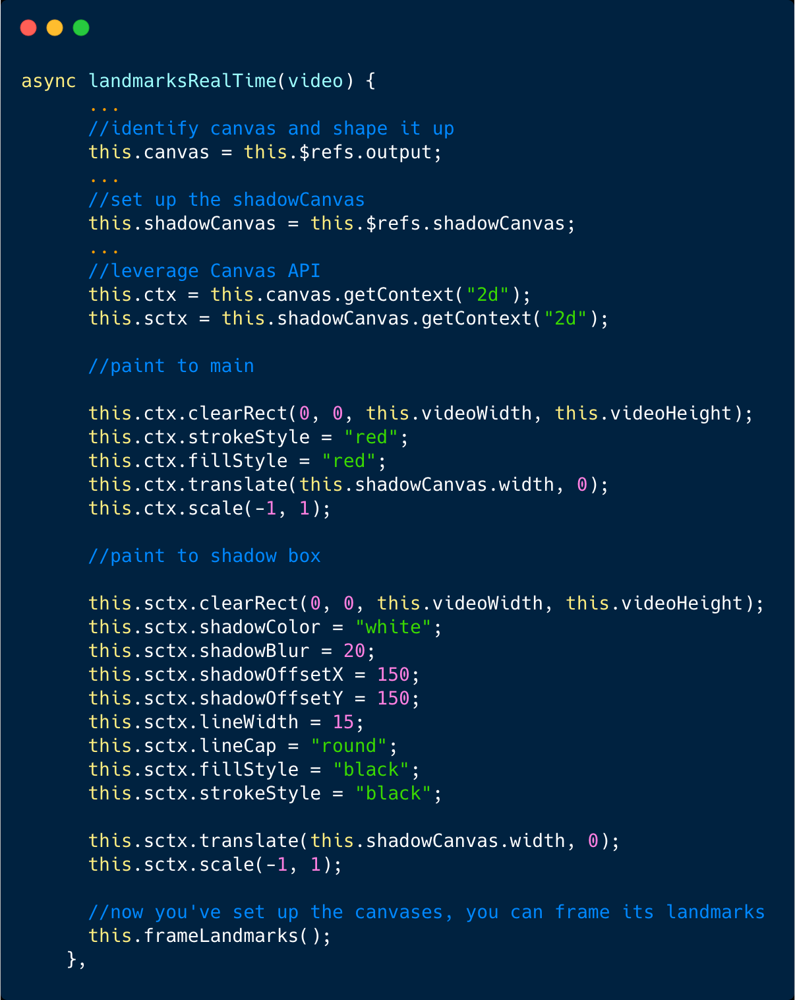 async landmarksRealTime(video) {
...
//identify canvas and shape it up
this.canvas = this.$refs.output;
...
//set up the shadowCanvas
this.shadowCanvas = this.$refs.shadowCanvas;
...
//leverage Canvas API
this.ctx = this.canvas.getContext("2d");
this.sctx = this.shadowCanvas.getContext("2d");
//paint to main
this.ctx.clearRect(0, 0, this.videoWidth, this.videoHeight);
this.ctx.strokeStyle = "red";
this.ctx.fillStyle = "red";
this.ctx.translate(this.shadowCanvas.width, 0);
this.ctx.scale(-1, 1);
//paint to shadow box
this.sctx.clearRect(0, 0, this.videoWidth, this.videoHeight);
this.sctx.shadowColor = "white";
this.sctx.shadowBlur = 20;
this.sctx.shadowOffsetX = 150;
this.sctx.shadowOffsetY = 150;
this.sctx.lineWidth = 15;
this.sctx.lineCap = "round";
this.sctx.fillStyle = "black";
this.sctx.strokeStyle = "black";
this.sctx.translate(this.shadowCanvas.width, 0);
this.sctx.scale(-1, 1);
//now you've set up the canvases, you can frame its landmarks
this.frameLandmarks();
},